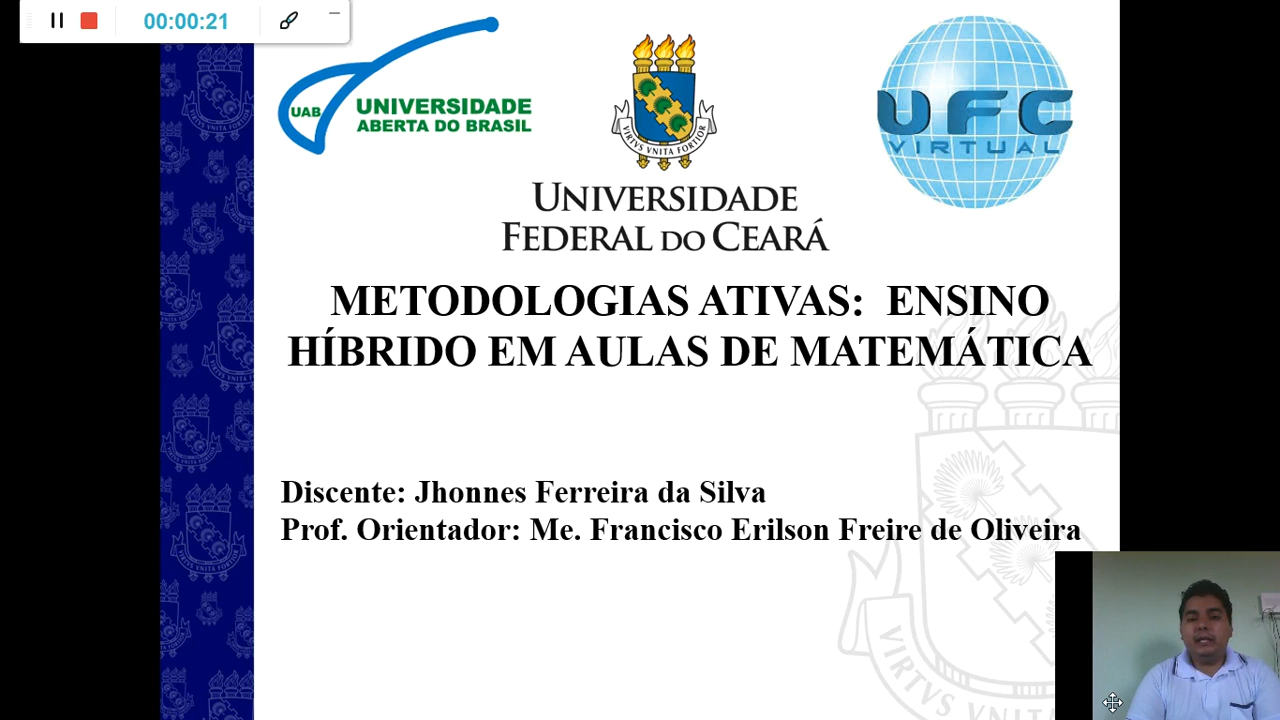 00:00:21
UAB
UNIVERSIDADE
ABERTA DO BRASIL
VIRTVS VNITA FORTIOR
UFC
VIRTUAL
UNIVERSIDADE
FEDERAL DO CEARÁ
METODOLOGIAS ATIVAS: ENSINO
HÍBRIDO EM AULAS DE MATEMÁTICA
Discente: Jhonnes Ferreira da Silva
Prof. Orientador: Me. Francisco Erilson Freire de Oliveira
VIRTVS VN